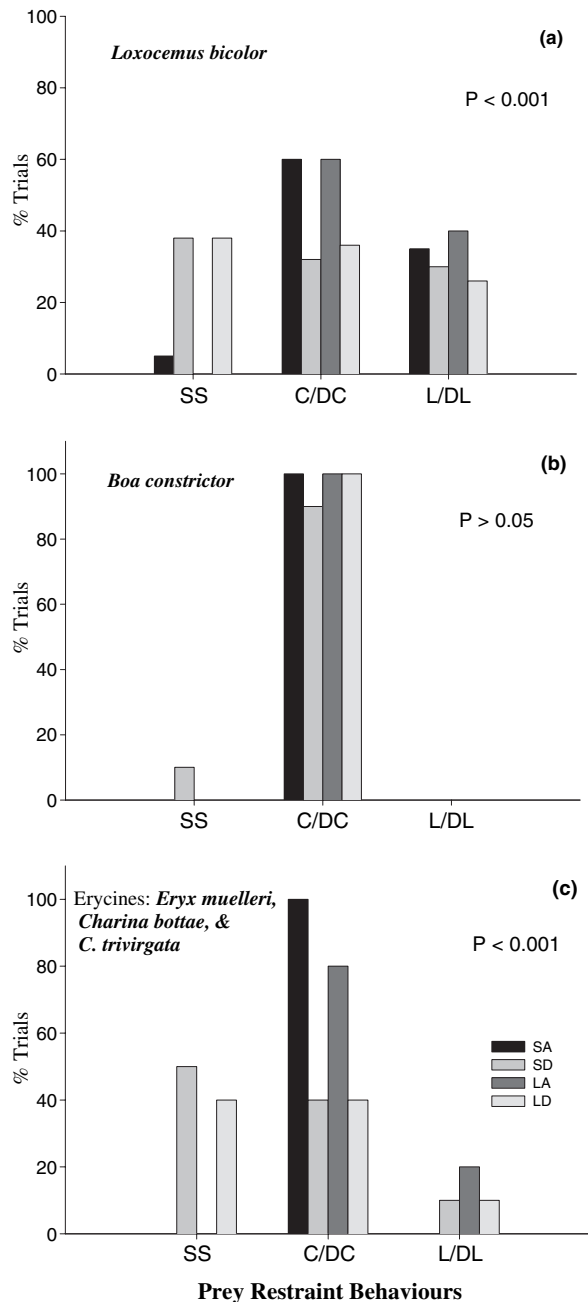 100
(a)
Loxocemus bicolor
80
P < 0.001
60
% Trials
40
20
0
SS C/DC L/DL
(b)
100
Boa constrictor
P > 0.05
80
60
% Trials
40
20
0
SS C/DC L/DL
Erycines: Eryx muelleri,
(c)
100
Charina bottae, &
C. trivirgata
P < 0.001
80
60
% Trials
SA
SD
40
LA
LD
20
0
SS C/DC L/DL
Prey Restraint Behaviours